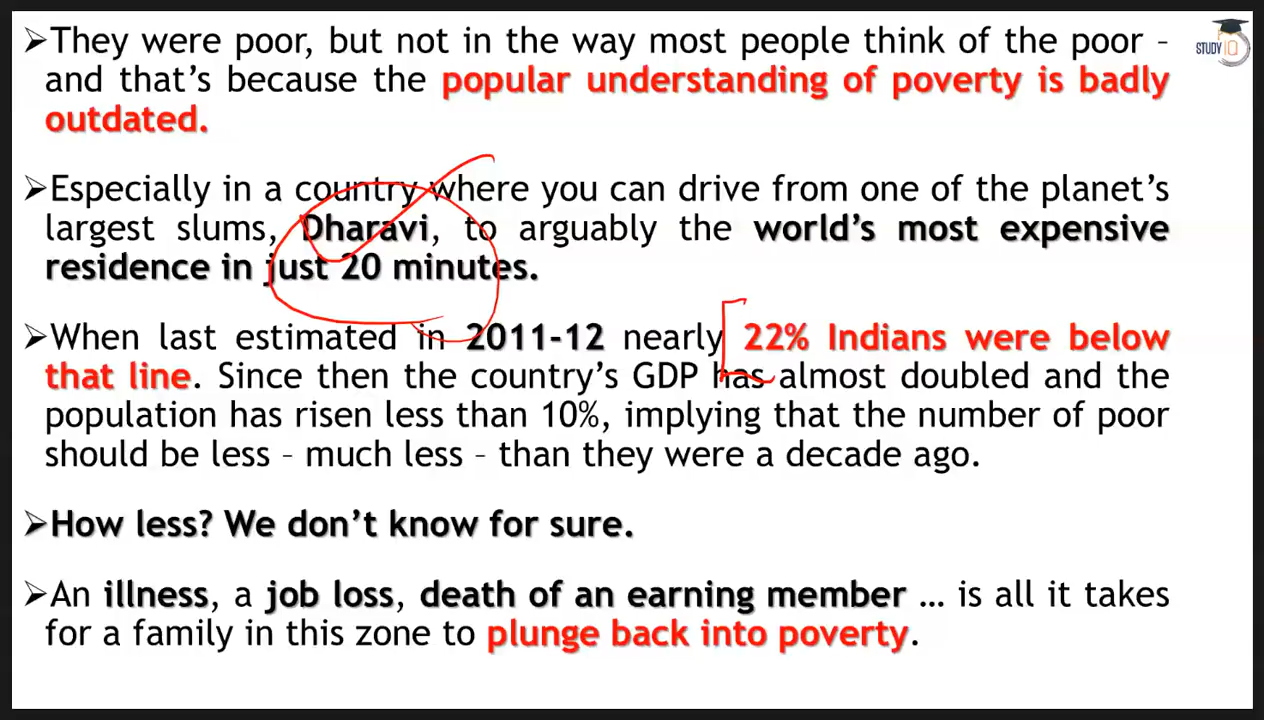 ➢They were poor, but not in the way most people think of the poor –
and that’s because the popular understanding of poverty is badly
outdated.
STUDY IQ
➢Especially in a country where you can drive from one of the planet’s
largest slums, Dharavi, to arguably the world’s most expensive
residence in just 20 minutes.
➢When last estimated in 2011-12 nearly 22% Indians were below
that line. Since then the country’s GDP has almost doubled and the
population has risen less than 10%, implying that the number of poor
should be less – much less – than they were a decade ago.
➢How less? We don’t know for sure.
➢An illness, a job loss, death of an earning member … is all it takes
for a family in this zone to plunge back into poverty.